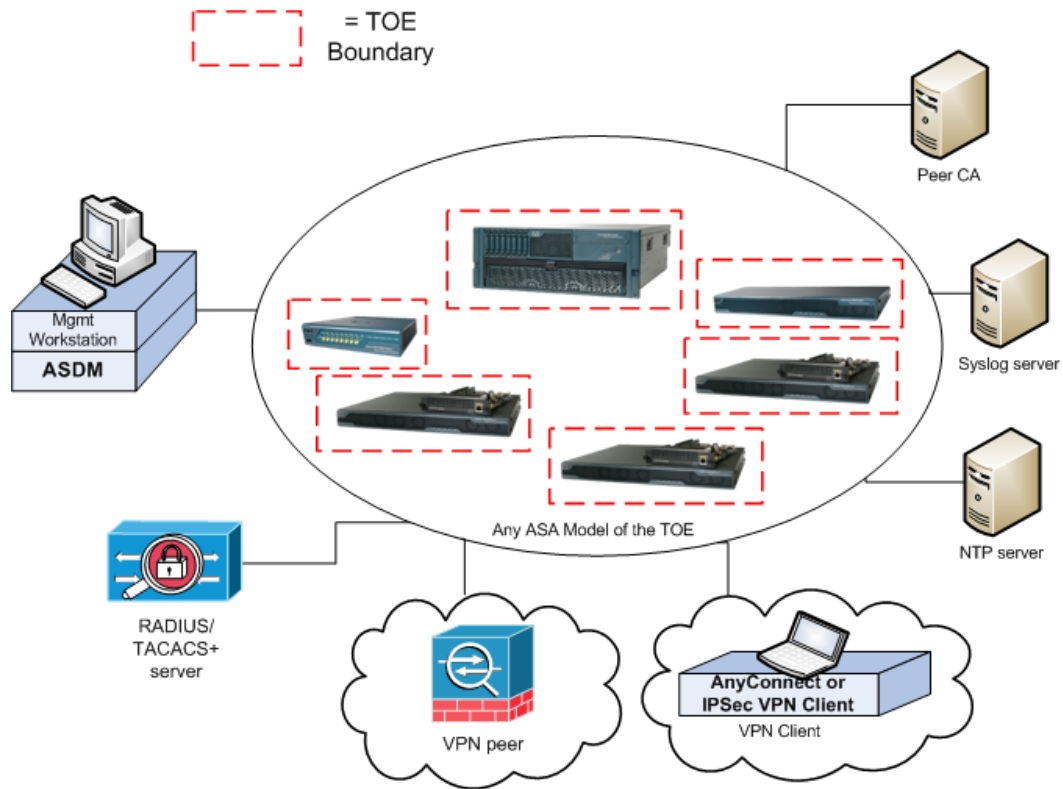 = TOE
Boundary
Peer CA
Mgmt
Workstation
ASDM
Syslog server
Any ASA Model of the TOE
NTP server
RADIUS/
TACACS+
server
AnyConnect or
IPSec VPN Client
VPN peer
VPN Client